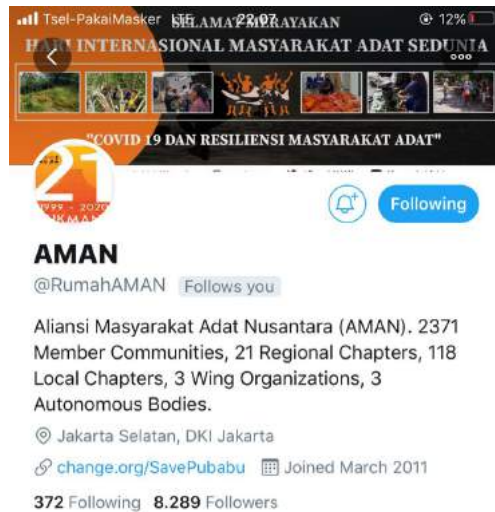 Tsel-PakaiMasker LTE 22.07 12%
SELAMAT MERAYAKAN
HARI INTERNASIONAL MASYARAKAT ADAT SEDUNIA
"COVID 19 DAN RESILIENSI MASYARAKAT ADAT"
21
1999 - 2020
Following
AMAN
@RumahAMAN Follows you
Aliansi Masyarakat Adat Nusantara (AMAN). 2371
Member Communities, 21 Regional Chapters, 118
Local Chapters, 3 Wing Organizations, 3
Autonomous Bodies.
Jakarta Selatan, DKI Jakarta
change.org/SavePubabu Joined March 2011
372 Following 8.289 Followers